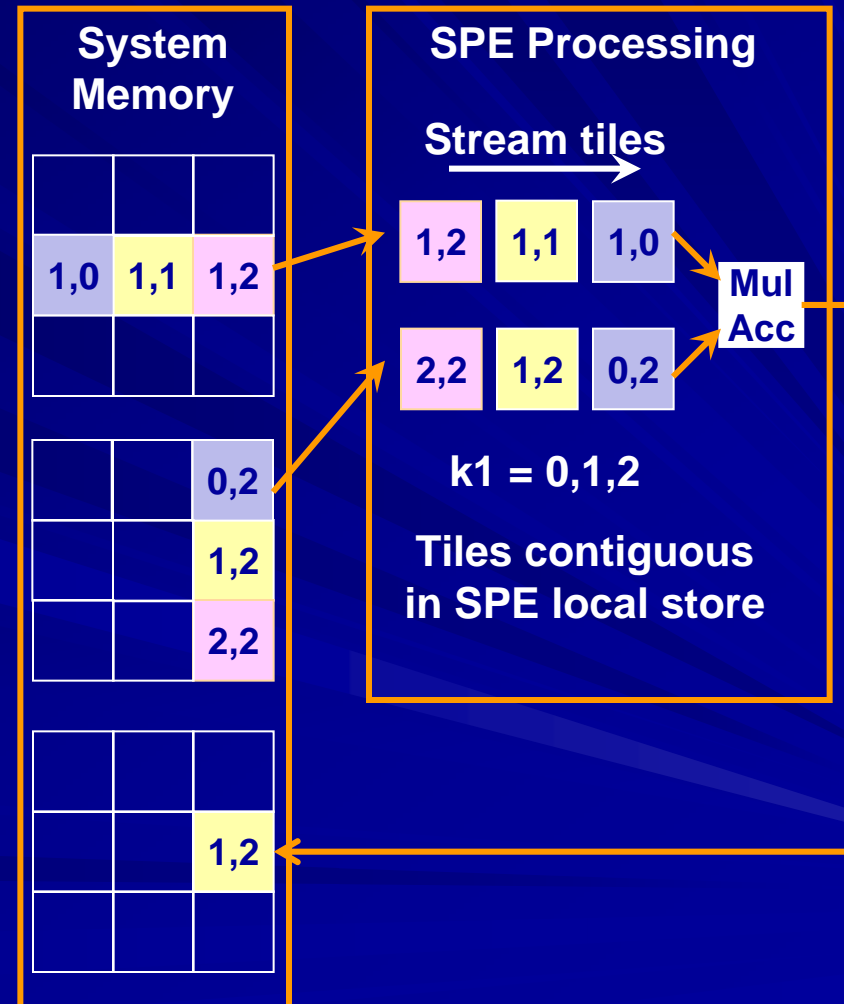 System
Memory
1,0 1,1 1,2
0,2
1,2
2,2
1,2
SPE Processing
Stream tiles
1,2 1,1 1,0
2,2 1,2 0,2
Mul
Acc
k1 = 0,1,2
Tiles contiguous
in SPE local store